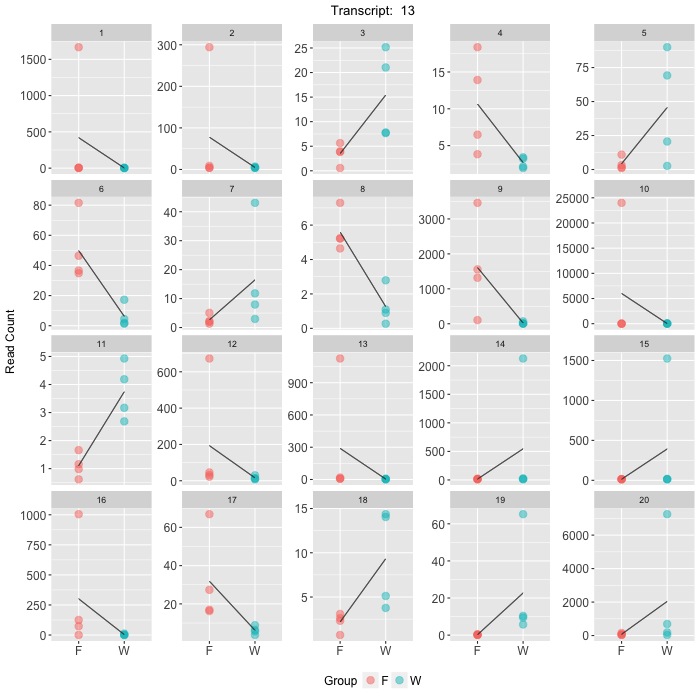 Transcript: 13
1 2 3 4 5
1500 1000 500 0
300 200 100 0
25 20 15 10 5 0
15 10 5
75 50 25 0
6 7 8 9 10
80 60 40 20 0
40 30 20 10 0
6 4 2 0
3000 2000 1000 0
25000 20000 15000 10000 5000 0
Read Count
11 12 13 14 15
5 4 3 2 1
600 400 200 0
900 600 300 0
2000 1500 1000 500 0
1500 1000 500 0
16 17 18 19 20
1000 750 500 250 0
60 40 20
15 10 5
60 40 20 0
6000 4000 2000 0
F W F W F W F W F W
Group F W